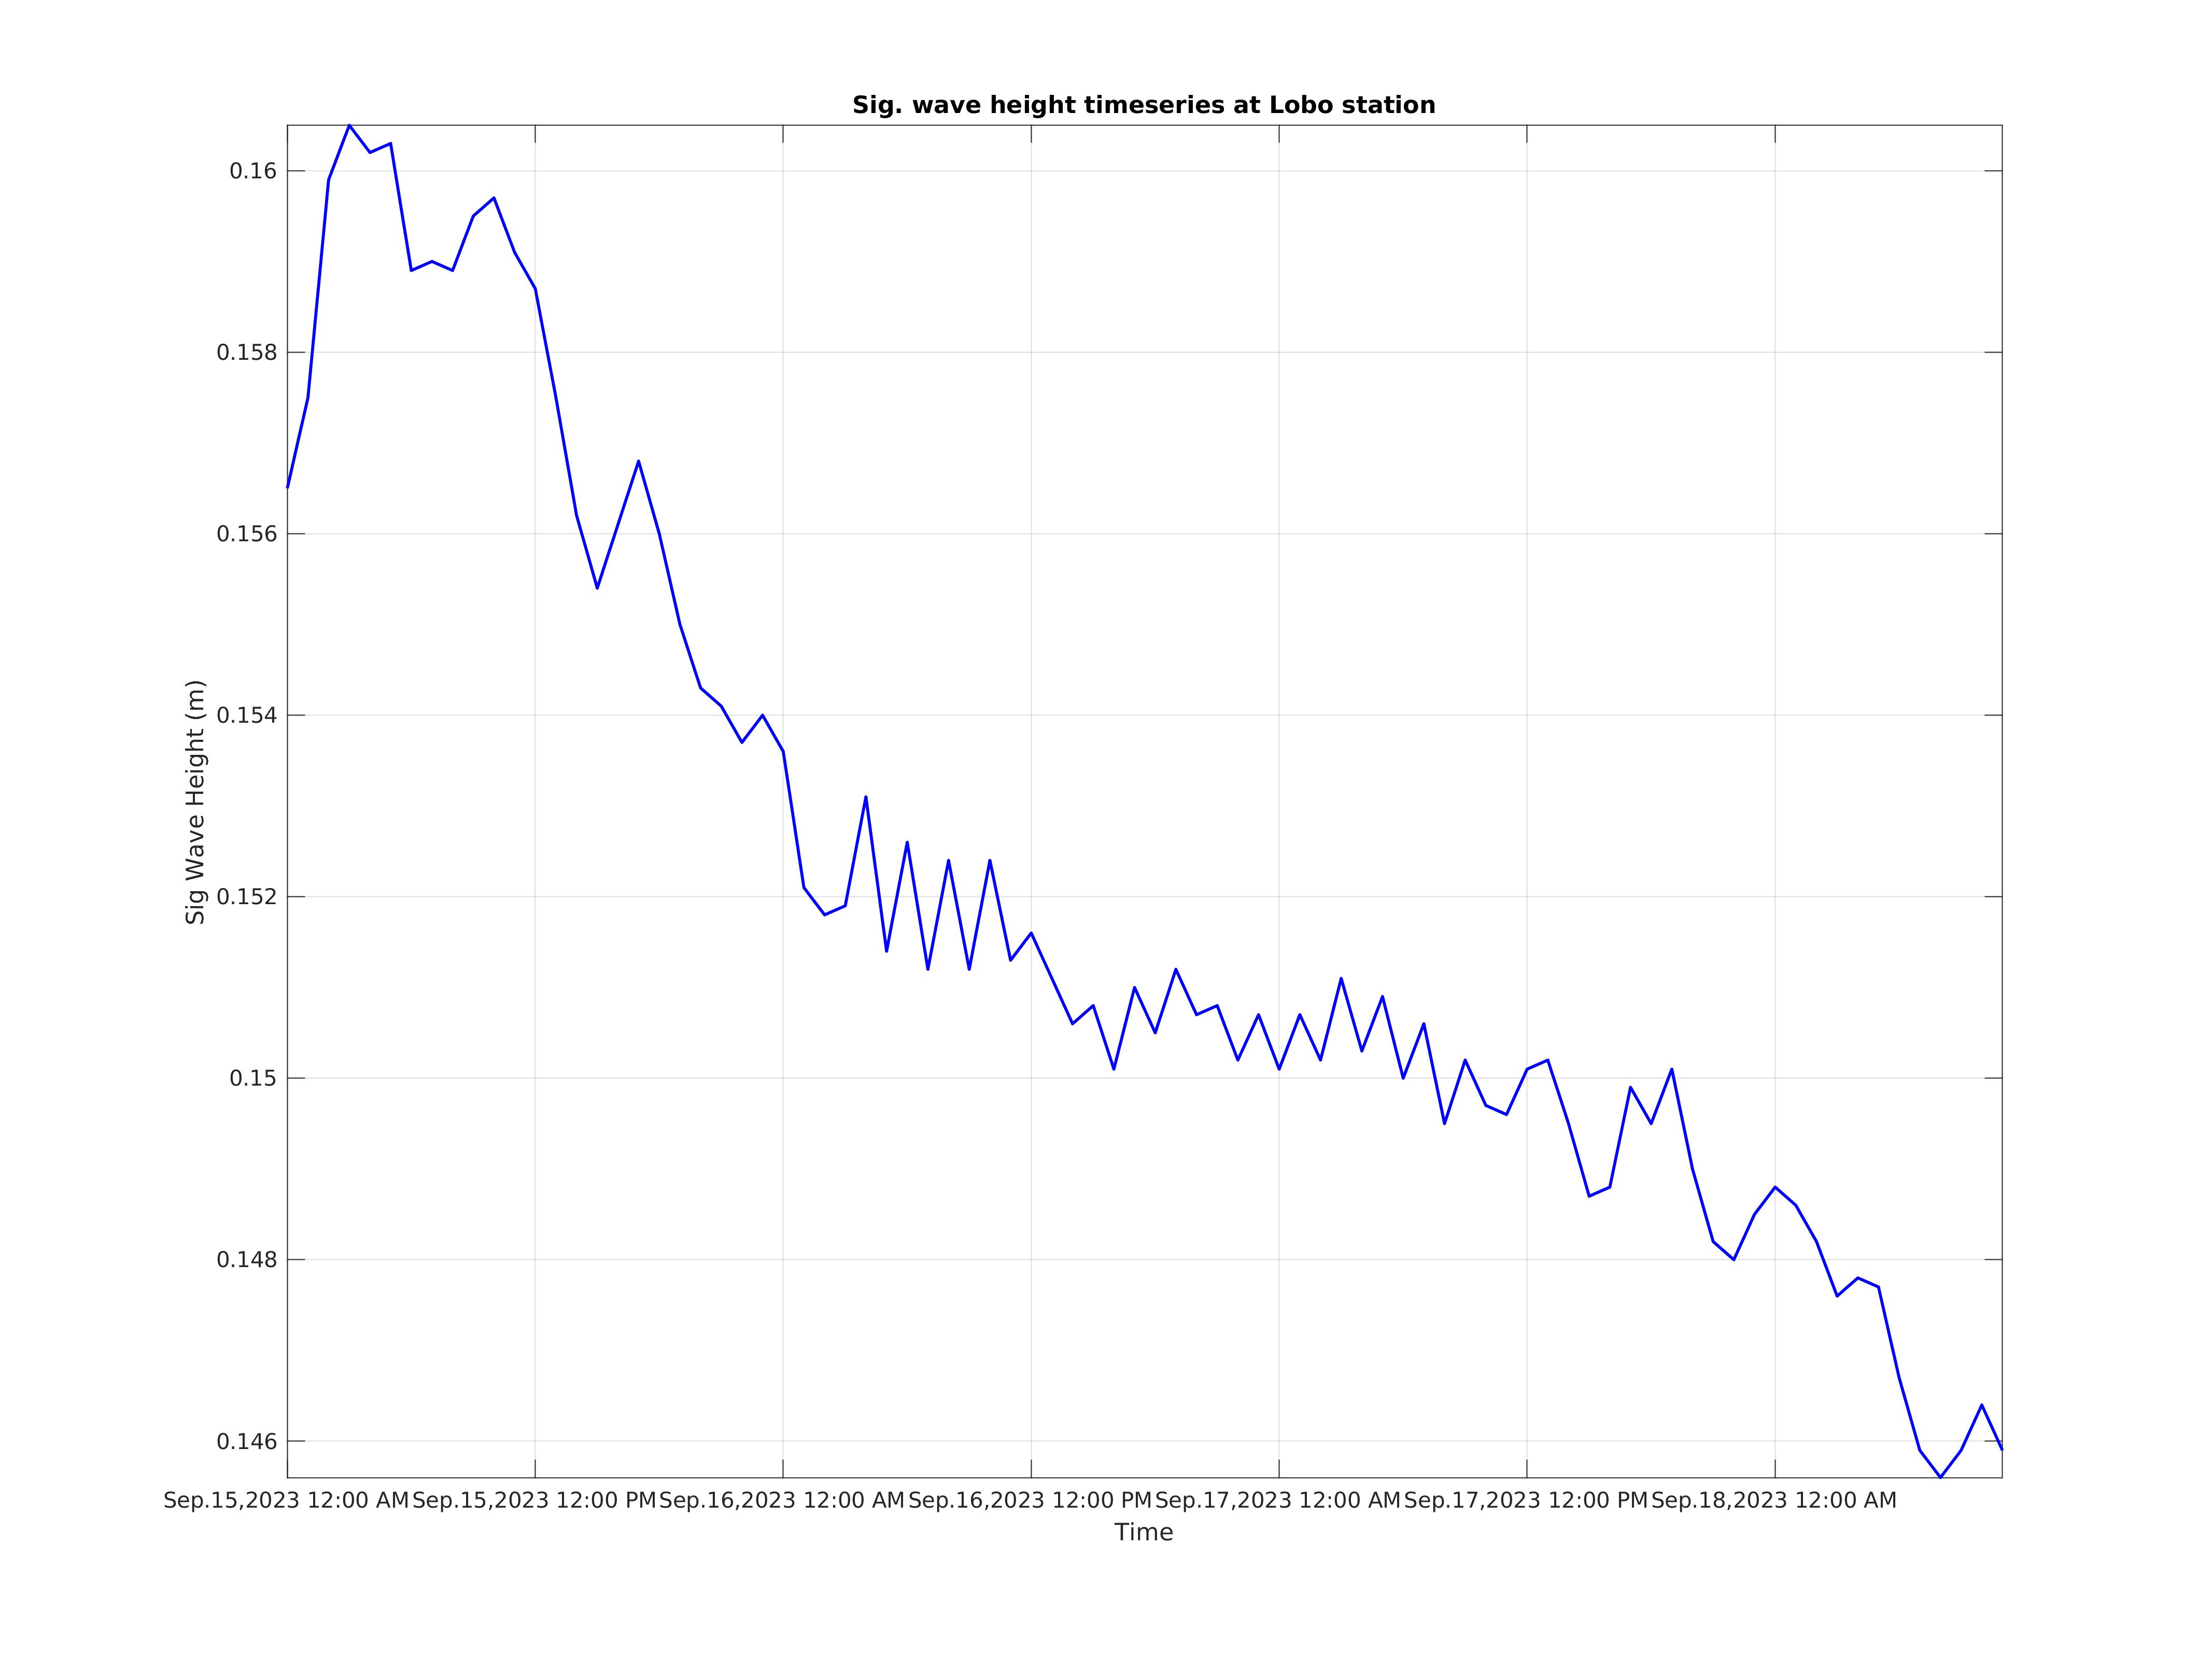 Sig. wave height timeseries at Lobo station
0.16
0.158
0.156
0.154
0.152
0.15
0.148
0.146
Sig Wave Height (m)
Sep.15,2023 12:00 AM Sep.15,2023 12:00 PM Sep.16,2023 12:00 AM Sep.16,2023 12:00 PM Sep.17,2023 12:00 AM Sep.17,2023 12:00 PM Sep.18,2023 12:00 AM
Time